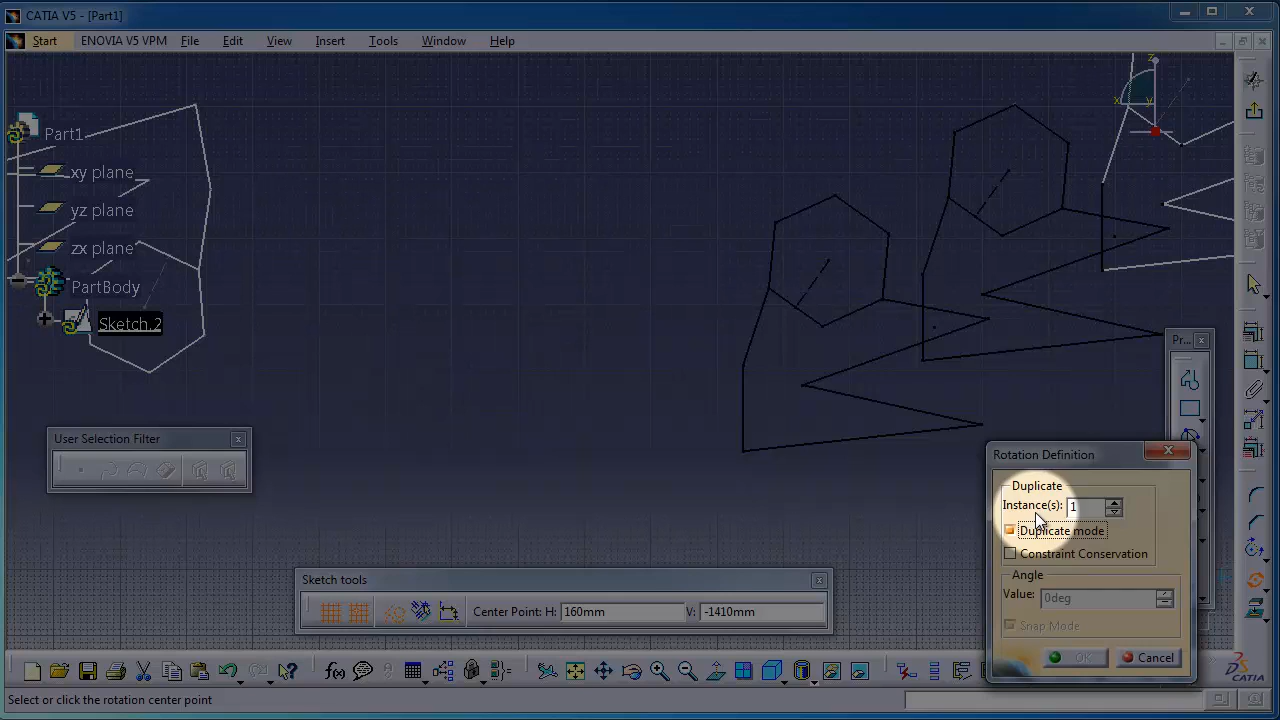 CATIA V5 - [Part1]
Start ENOVIA V5 VPM File Edit View Insert Tools Window Help
z
x y
Part1
xy plane
yz plane
zx plane
PartBody
Sketch.2
User Selection Filter
Pr...
Rotation Definition
Duplicate
Instance(s): 1
Duplicate mode
Constraint Conservation
Angle
Value: 0deg
Snap Mode
OK Cancel
Sketch tools
Center Point: H: 160mm V: -1410mm
f(x)
CATIA
Select or click the rotation center point